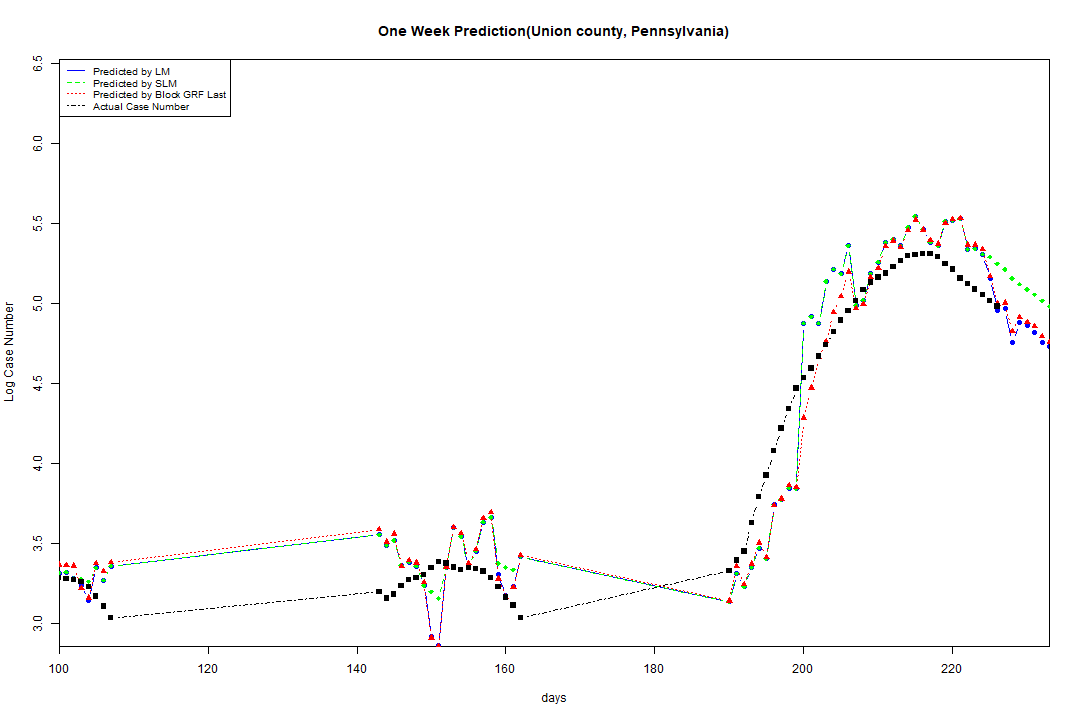 One Week Prediction(Union county, Pennsylvania)
Predicted by LM
Predicted by SLM
Predicted by Block GRF Last
Actual Case Number
Log Case Number
6.5
6.0
5.5
5.0
4.5
4.0
3.5
3.0
100 120 140 160 180 200 220
days